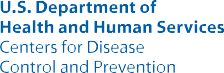 U.S. Department of
Health and Human Services
Centers for Disease
Control and Prevention